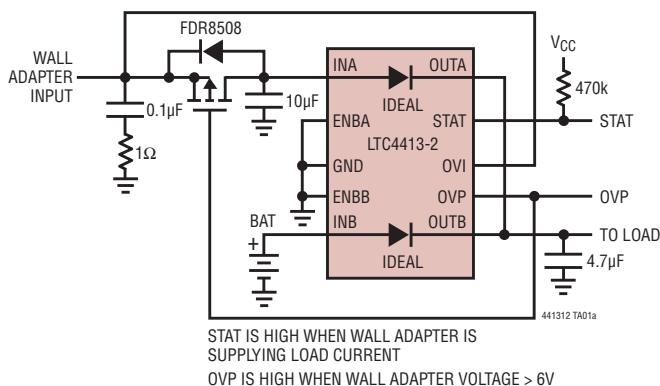 FDR8508
WALL
ADAPTER
INPUT
0.1µF
1Ω
10µF
INA
OUTA
IDEAL
ENBA
STAT
LTC4413-2
GND
OVI
ENBB
OVP
INB
OUTB
IDEAL
BAT
+
VCC
470k
STAT
OVP
TO LOAD
4.7µF
441312 TA01a
STAT IS HIGH WHEN WALL ADAPTER IS
SUPPLYING LOAD CURRENT
OVP IS HIGH WHEN WALL ADAPTER VOLTAGE > 6V